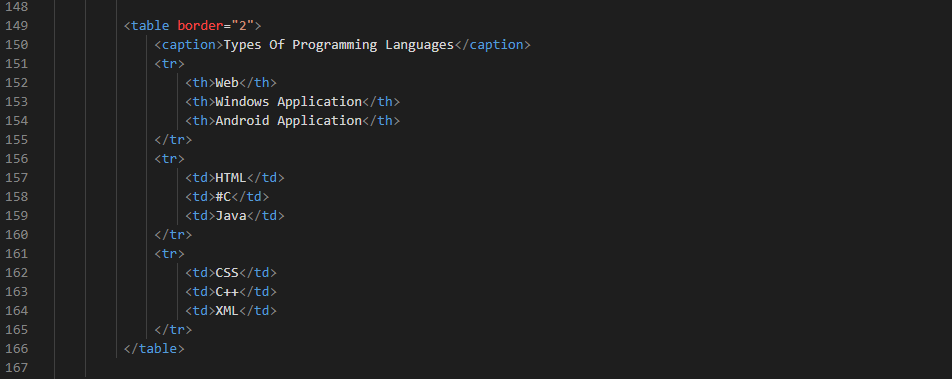 148
149 <table border="2">
150 <caption>Types Of Programming Languages</caption>
151 <tr>
152 <th>Web</th>
153 <th>Windows Application</th>
154 <th>Android Application</th>
155 </tr>
156 <tr>
157 <td>HTML</td>
158 <td>#C</td>
159 <td>Java</td>
160 </tr>
161 <tr>
162 <td>CSS</td>
163 <td>C++</td>
164 <td>XML</td>
165 </tr>
166 </table>
167